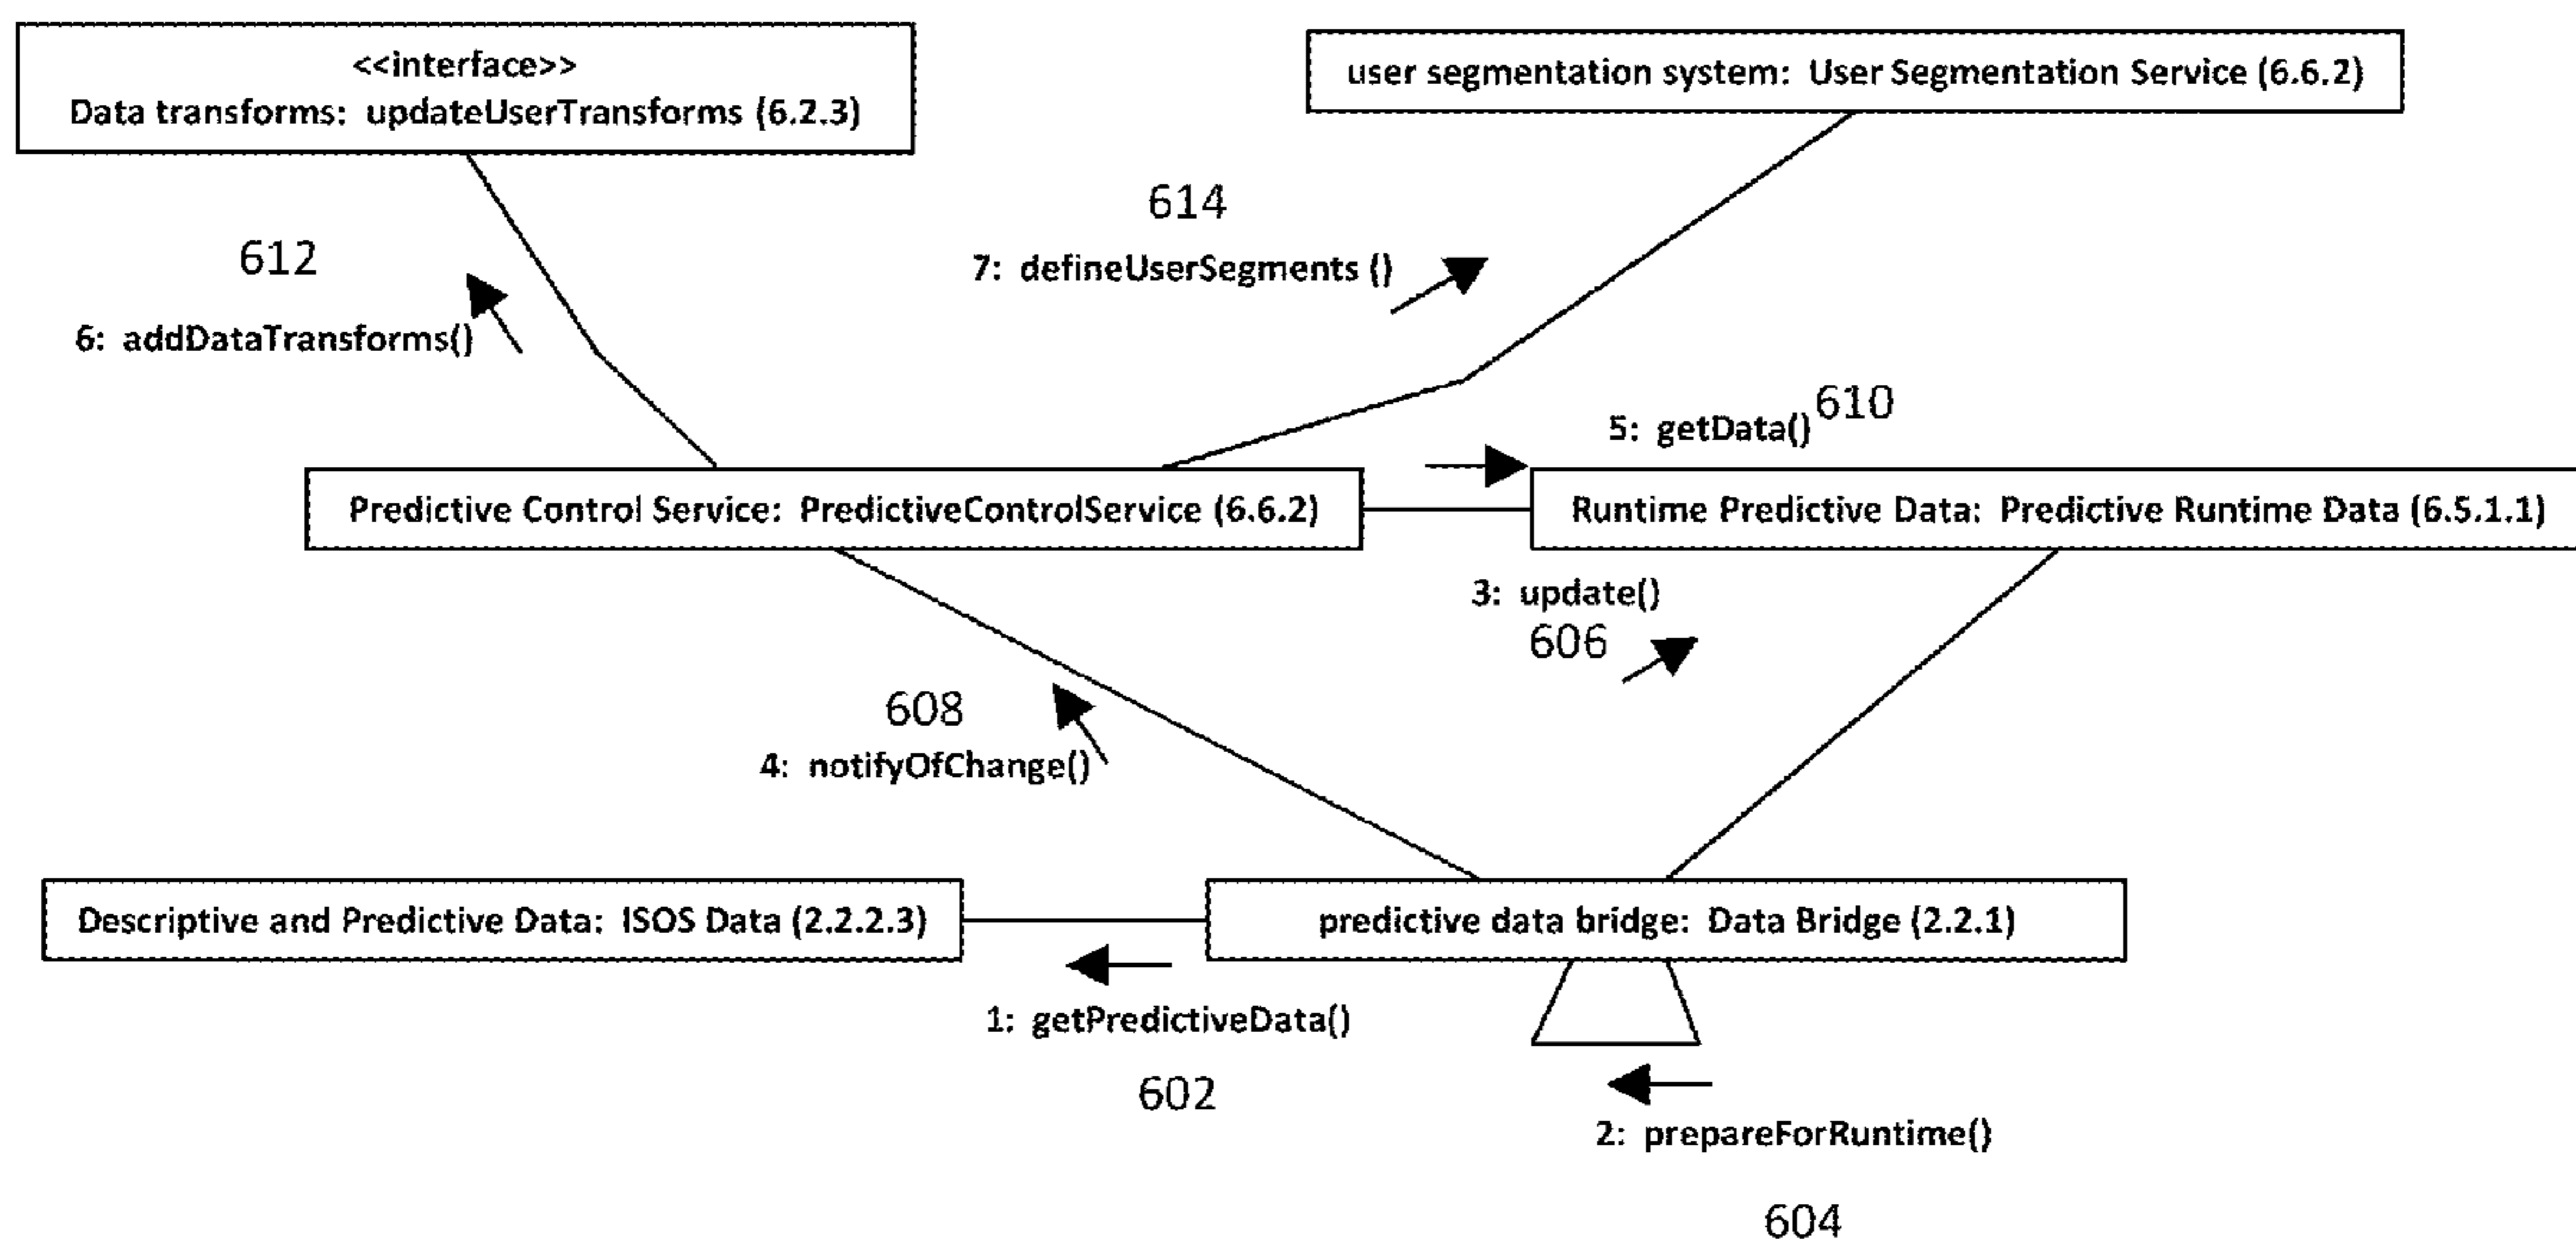 <<interface>>
Data transforms: updateUserTransforms (6.2.3)
user segmentation system: User Segmentation Service (6.6.2)
614
612
7: defineUserSegments ()
6: addDataTransforms()
610
5: getData()
Predictive Control Service: PredictiveControlService (6.6.2)
Runtime Predictive Data: Predictive Runtime Data (6.5.1.1)
3: update()
606
608
4: notifyOfChange()
Descriptive and Predictive Data: ISOS Data (2.2.2.3)
predictive data bridge: Data Bridge (2.2.1)
1: getPredictiveData()
602
2: prepareForRuntime()
604